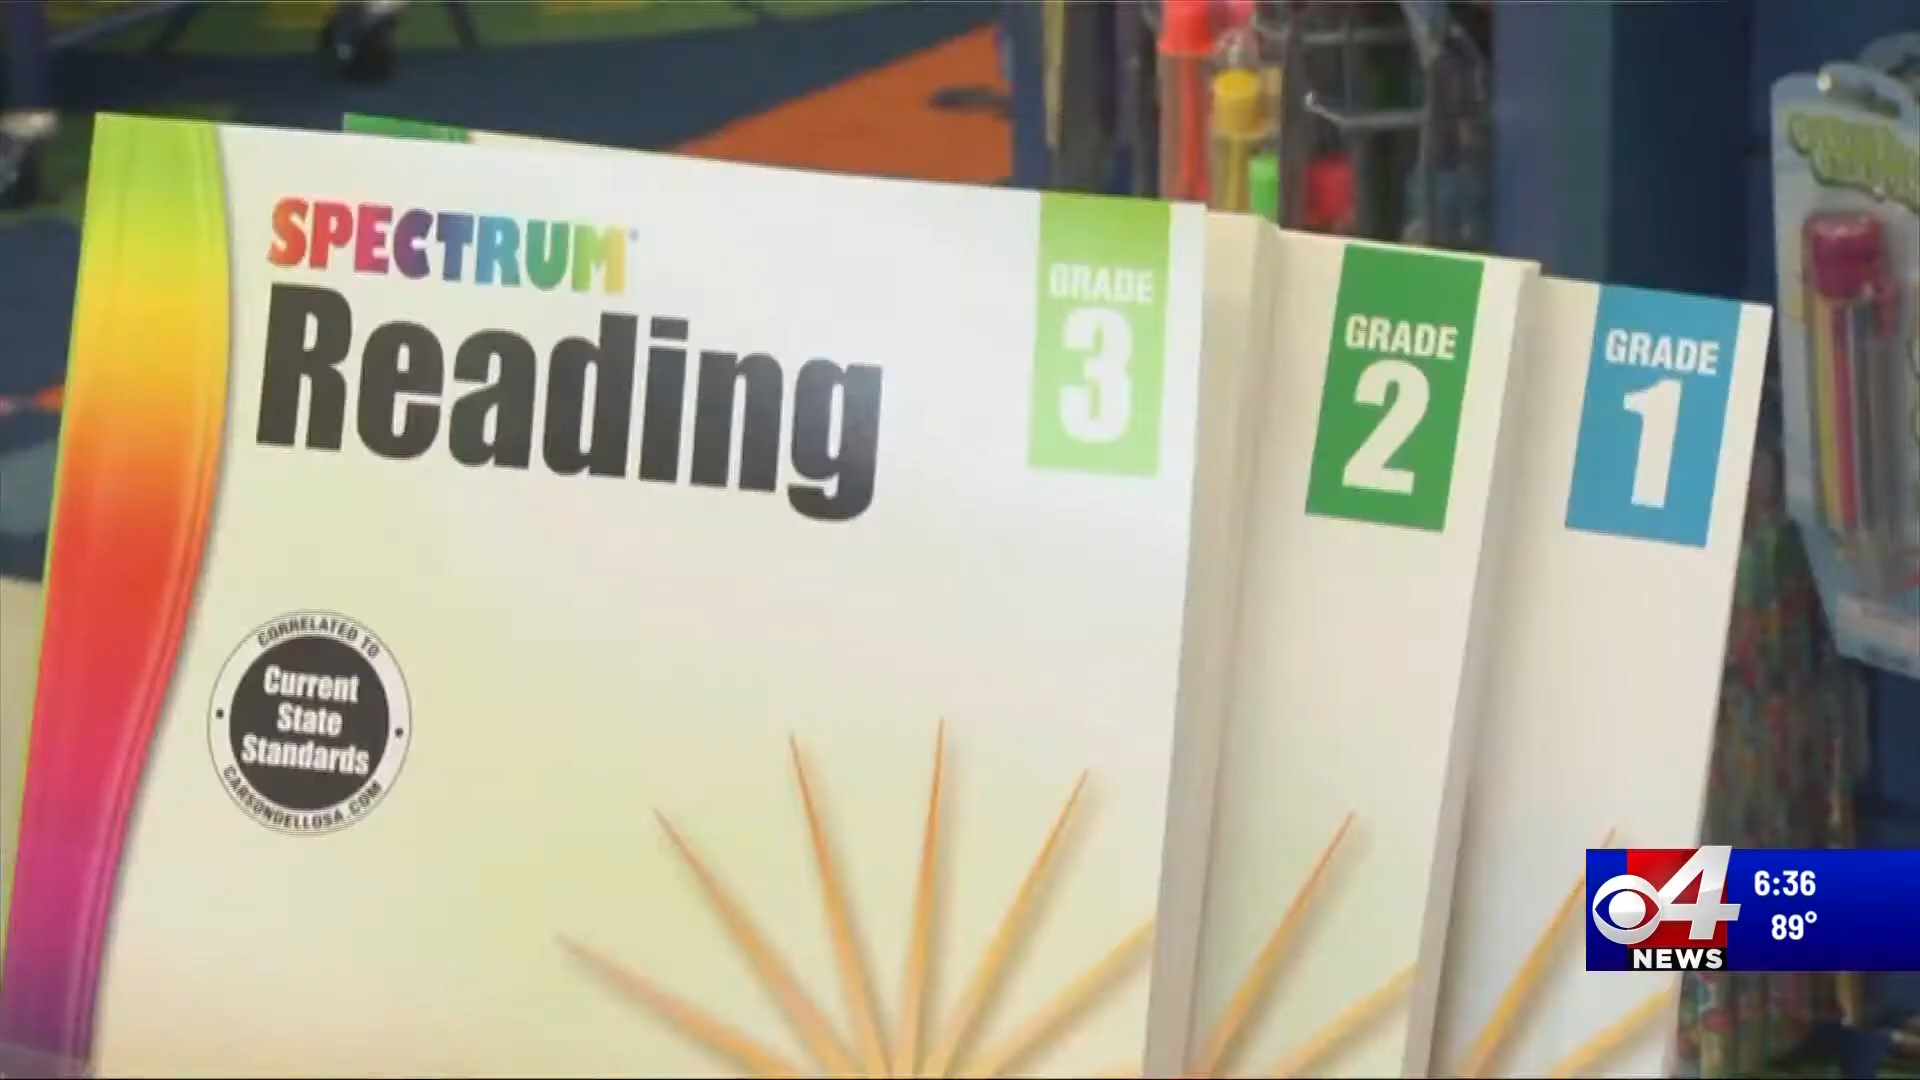 SPECTRUM
Reading
GRADE
3
GRADE
2
GRADE
1
CORRELATED TO
Current
State
Standards
CARSONDELLOSA.COM
4
NEWS
6:36
89°